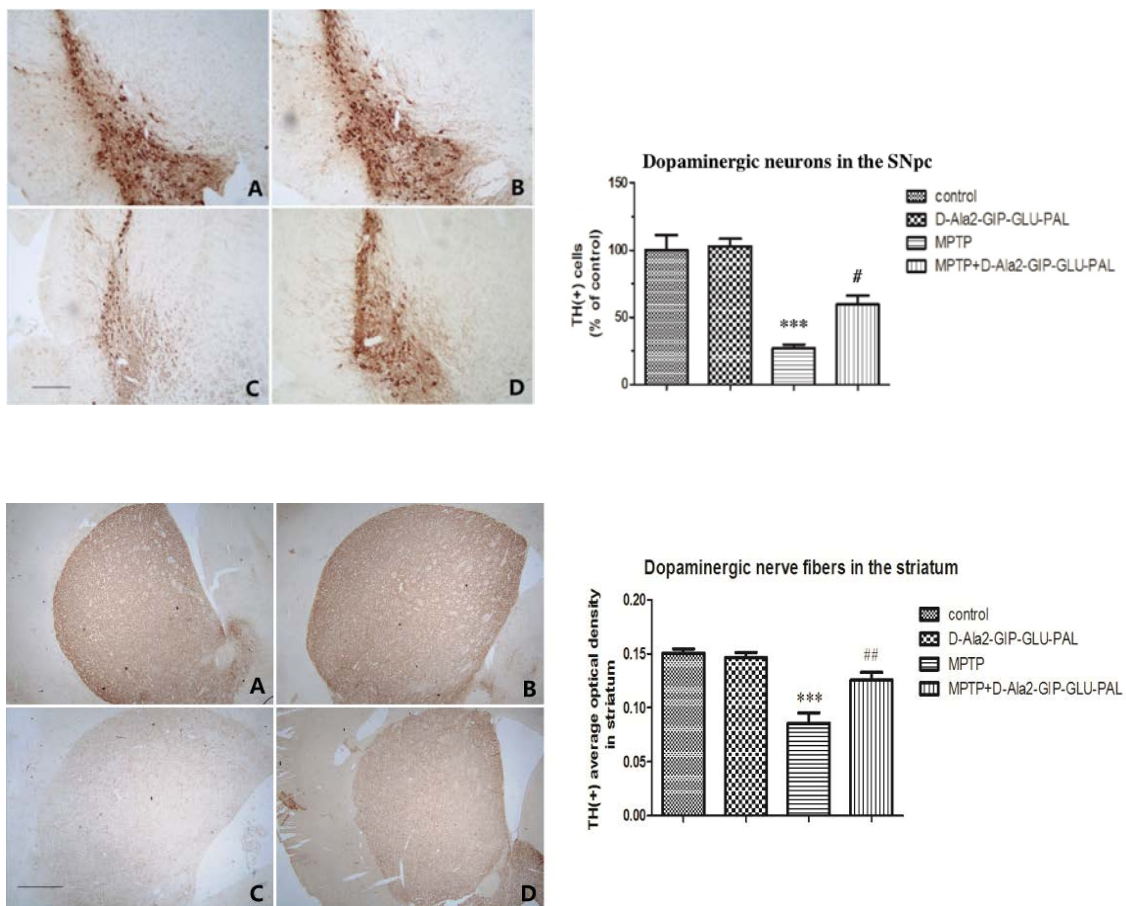 A
B
C
D
Dopaminergic neurons in the SNpc
TH(+) cells
(% of control)
150
100
50
0
***
#
control
D-Ala2-GIP-GLU-PAL
MPTP
MPTP+D-Ala2-GIP-GLU-PAL
A
B
C
D
Dopaminergic nerve fibers in the striatum
TH(+) average optical density
in striatum
0.20
0.15
0.10
0.05
0.00
***
##
control
D-Ala2-GIP-GLU-PAL
MPTP
MPTP+D-Ala2-GIP-GLU-PAL